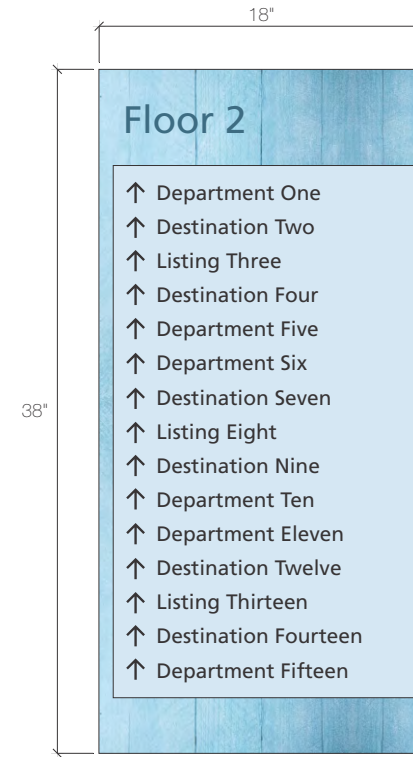 18"
Floor 2
↑ Department One
↑ Destination Two
↑ Listing Three
↑ Destination Four
↑ Department Five
↑ Department Six
↑ Destination Seven
38"
↑ Listing Eight
↑ Destination Nine
↑ Department Ten
↑ Department Eleven
↑ Destination Twelve
↑ Listing Thirteen
↑ Destination Fourteen
↑ Department Fifteen